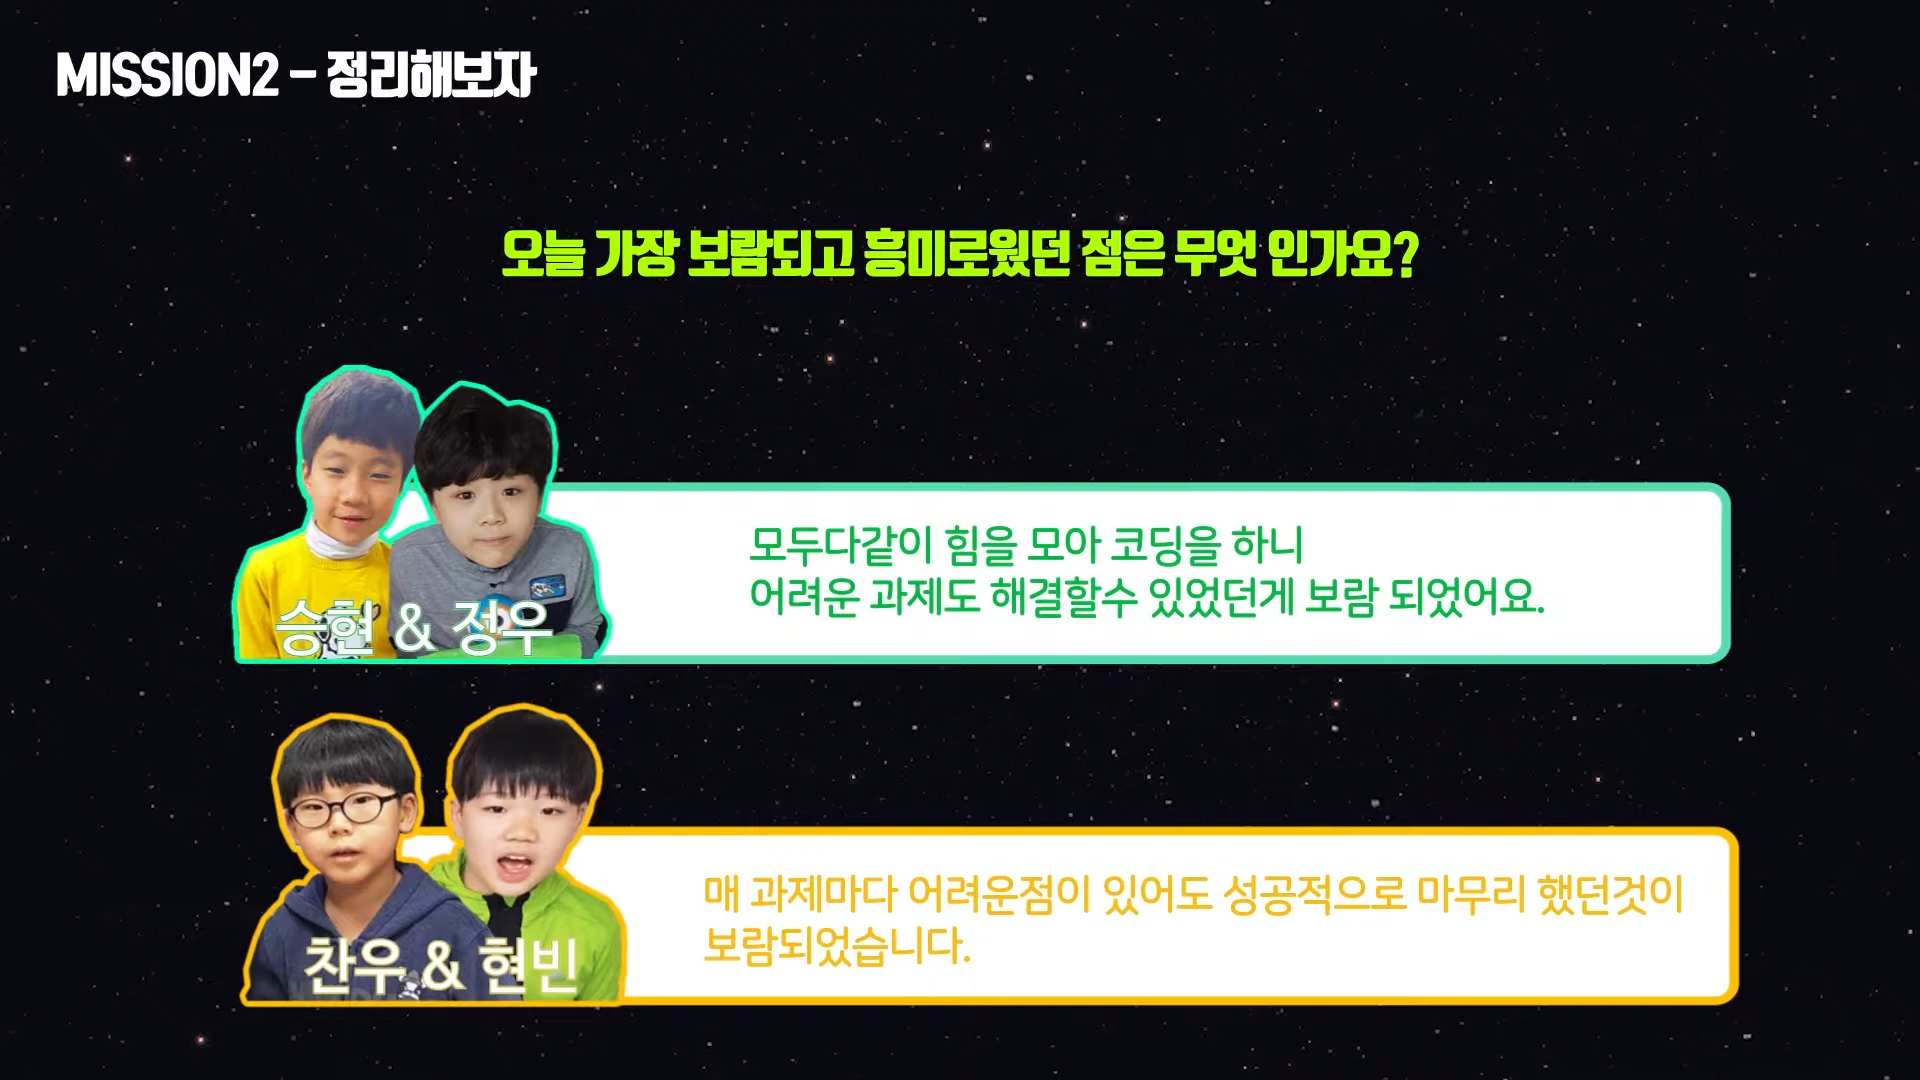 MISSION2 – 정리해보자
오늘 가장 보람되고 흥미로웠던 점은 무엇 인가요?
모두다같이 힘을 모아 코딩을 하니
어려운 과제도 해결할수 있었던게 보람 되었어요.
승현 & 정우
매 과제마다 어려운점이 있어도 성공적으로 마무리 했던것이
보람되었습니다.
찬우 & 현빈